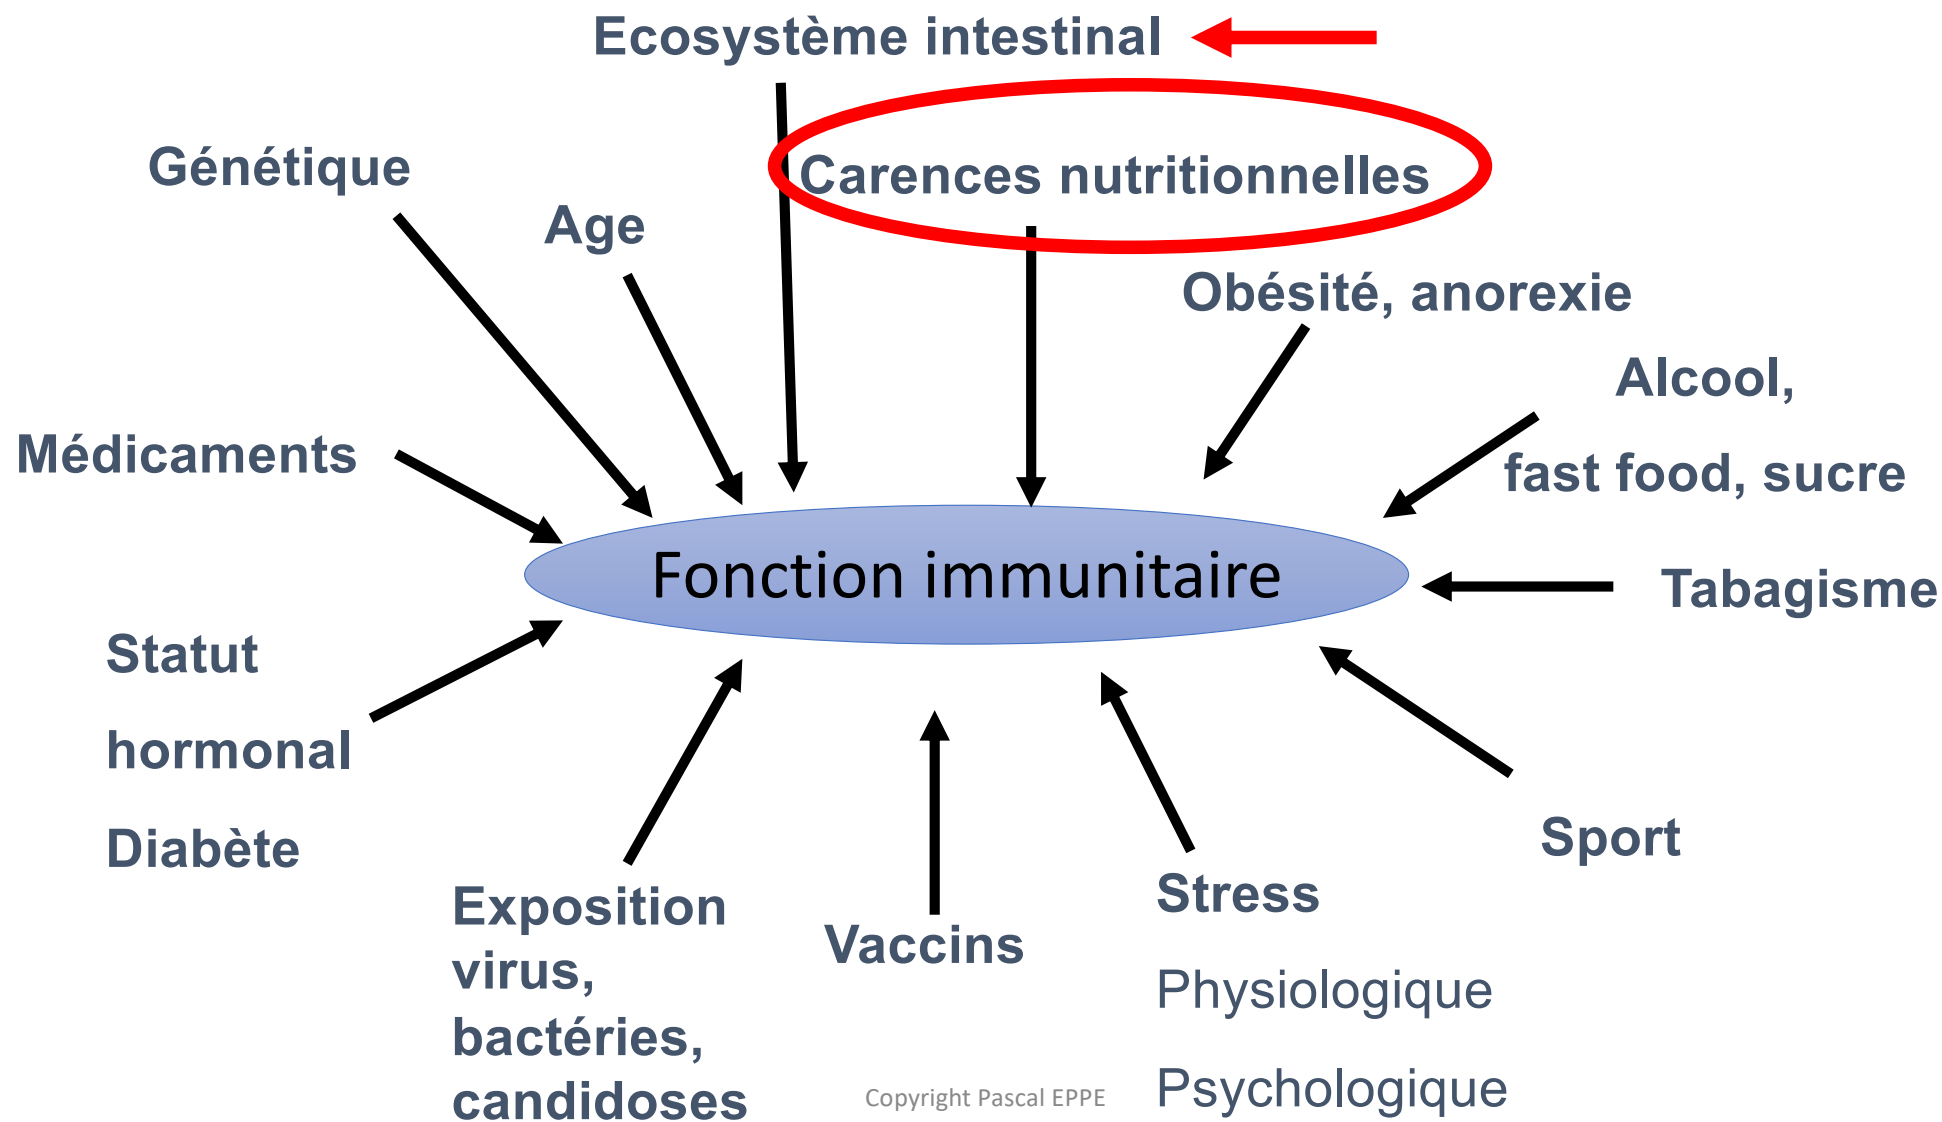 Ecosystème intestinal
Génétique
Carences nutritionnelles
Age
Obésité, anorexie
Alcool,
fast food, sucre
Médicaments
Fonction immunitaire
Tabagisme
Statut
hormonal
Diabète
Sport
Exposition
virus,
bactéries,
candidoses
Vaccins
Stress
Physiologique
Psychologique
Copyright Pascal EPPE